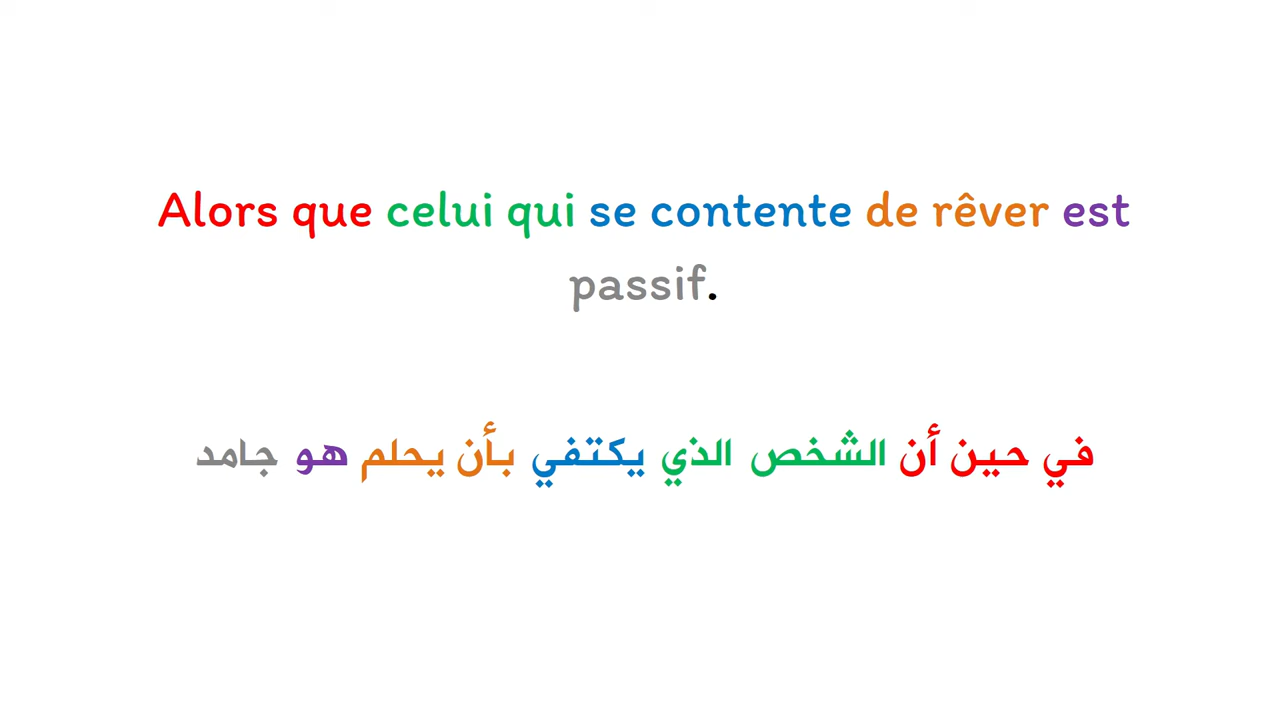 Alors que celui qui se contente de rêver est
passif.
في حين أن الشخص الذي يكتفي بأن يحلم هو جامد